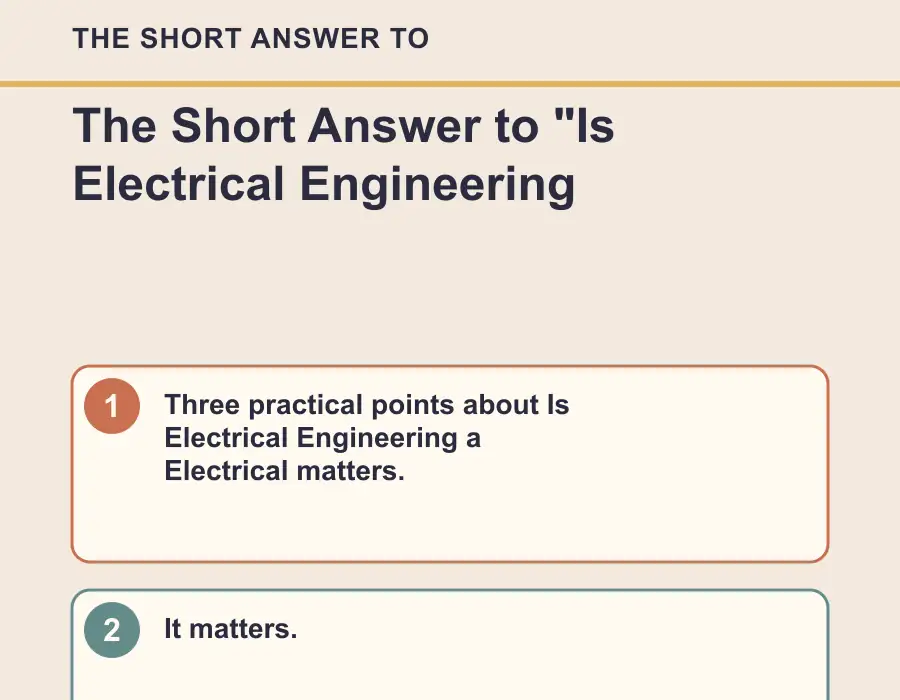 THE SHORT ANSWER TO
The Short Answer to "Is
Electrical Engineering
1
Three practical points about Is
Electrical Engineering a
Electrical matters.
2
It matters.